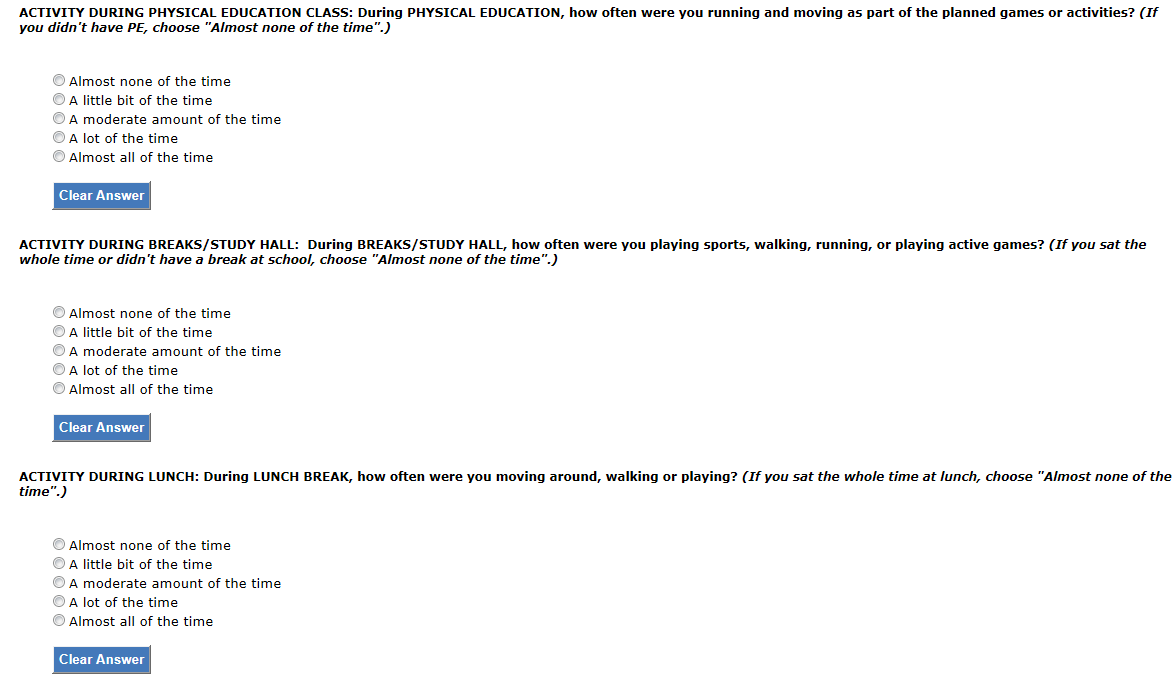 ACTIVITY DURING PHYSICAL EDUCATION CLASS: During PHYSICAL EDUCATION, how often were you running and moving as part of the planned games or activities? (If
you didn't have PE, choose "Almost none of the time".)
Almost none of the time
A little bit of the time
A moderate amount of the time
A lot of the time
Almost all of the time
Clear Answer
ACTIVITY DURING BREAKS/STUDY HALL:  During BREAKS/STUDY HALL, how often were you playing sports, walking, running, or playing active games? (If you sat the
whole time or didn't have a break at school, choose "Almost none of the time".)
Almost none of the time
A little bit of the time
A moderate amount of the time
A lot of the time
Almost all of the time
Clear Answer
ACTIVITY DURING LUNCH: During LUNCH BREAK, how often were you moving around, walking or playing? (If you sat the whole time at lunch, choose "Almost none of the
time".)
Almost none of the time
A little bit of the time
A moderate amount of the time
A lot of the time
Almost all of the time
Clear Answer